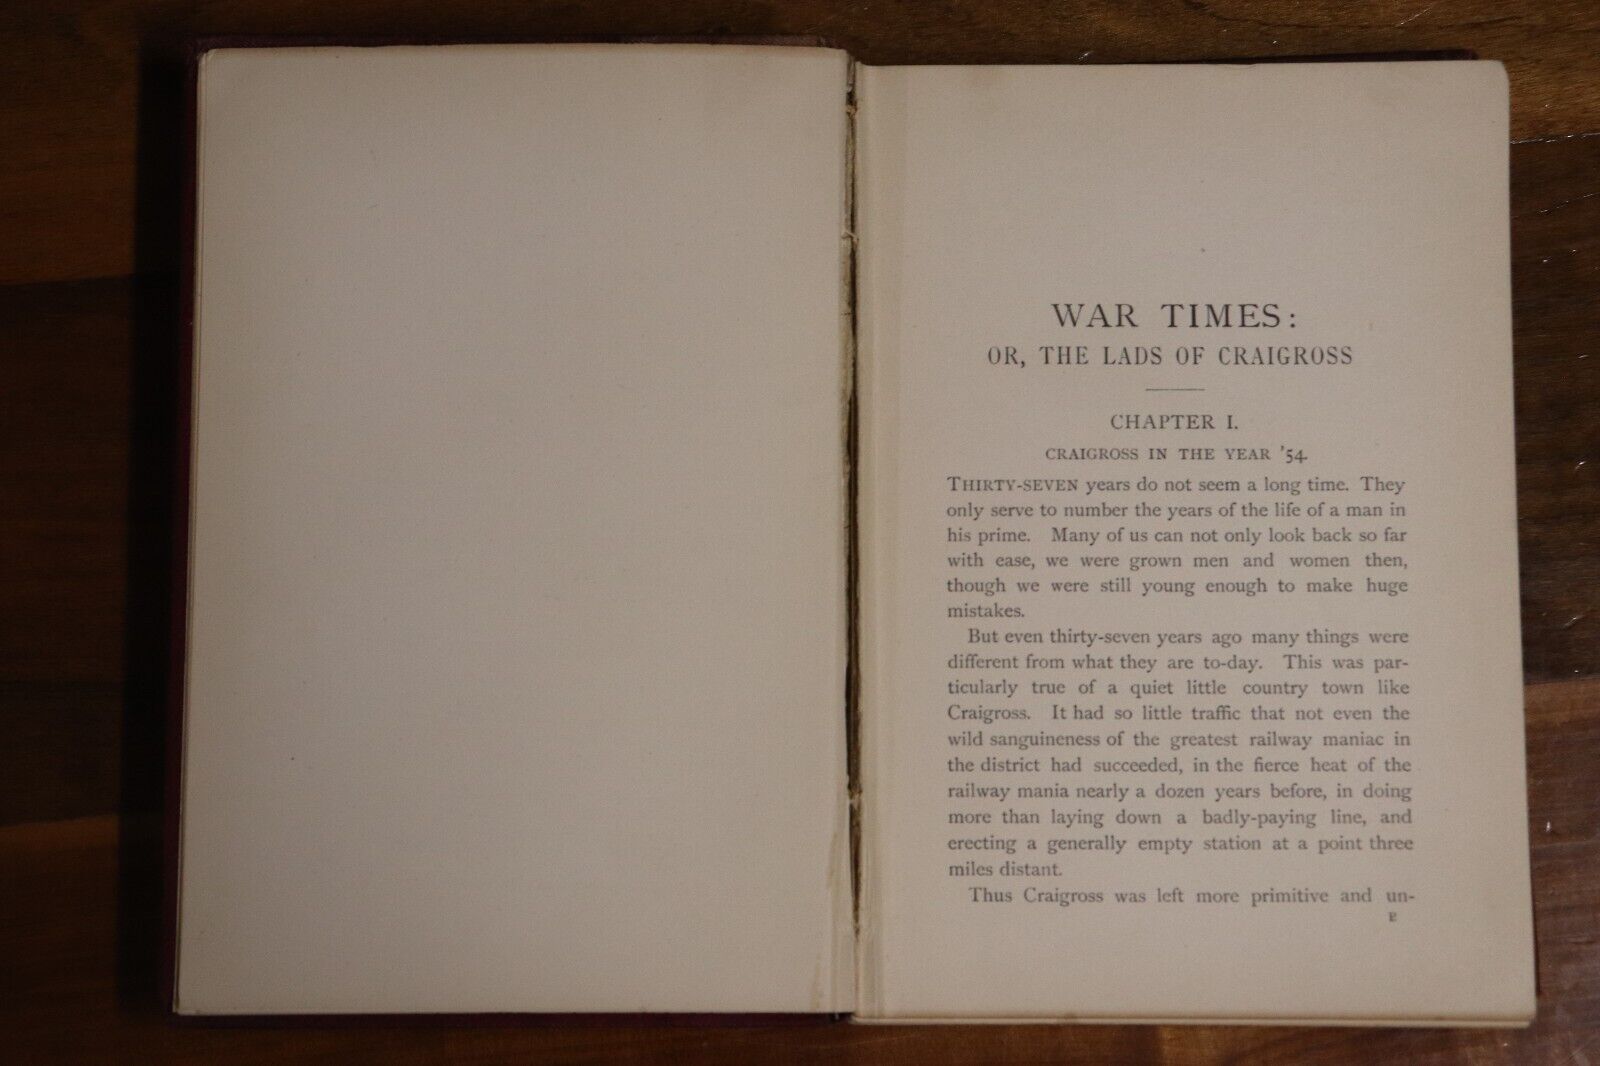 WAR TIMES:
OR, THE LADS OF CRAIGROSS
CHAPTER I.
CRAIGROSS IN THE YEAR '54.
THIRTY-SEVEN years do not seem a long time. They
only serve to number the years of the life of a man in
his prime. Many of us can not only look back so far
with ease, we were grown men and women then,
though we were still young enough to make huge
mistakes.
But even thirty-seven years ago many things were
different from what they are to-day. This was par-
ticularly true of a quiet little country town like
Craigross. It had so little traffic that not even the
wild sanguineness of the greatest railway maniac in
the district had succeeded, in the fierce heat of the
railway mania nearly a dozen years before, in doing
more than laying down a badly-paying line, and
erecting a generally empty station at a point three
miles distant.
Thus Craigross was left more primitive and un-